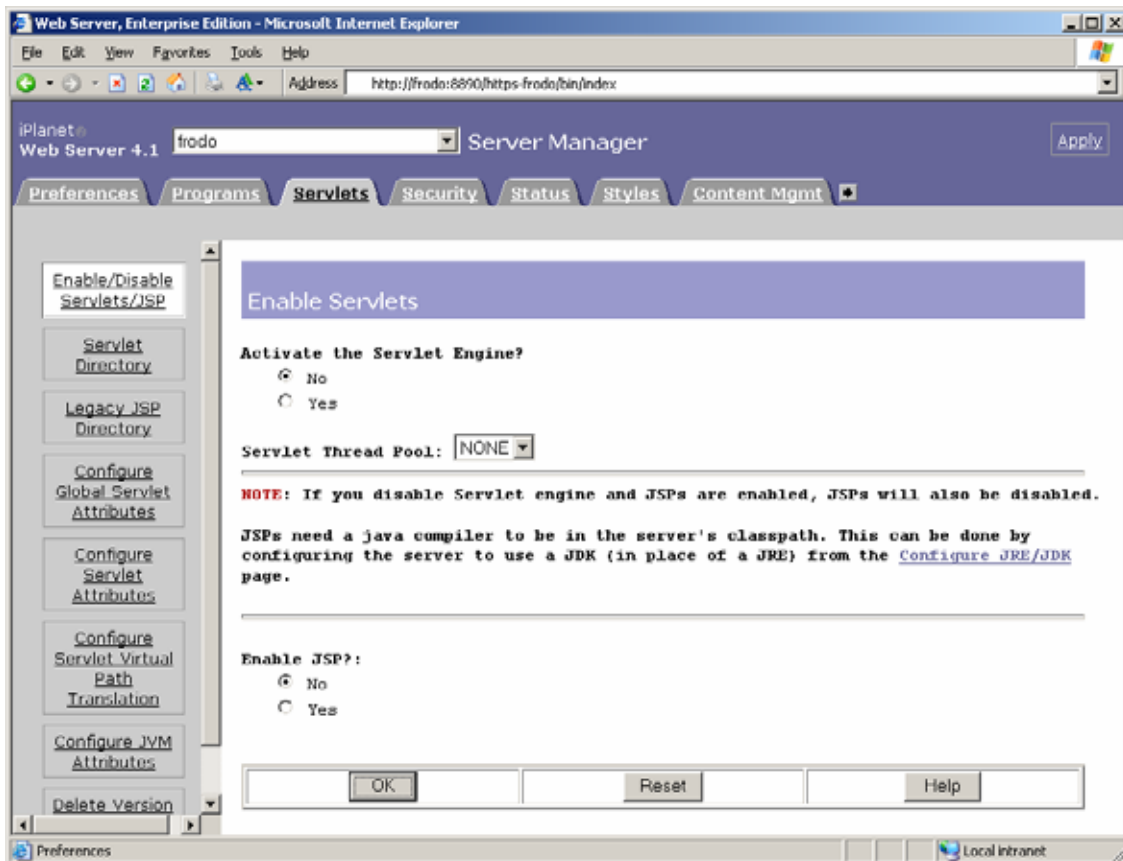 Web Server, Enterprise Edition - Microsoft Internet Explorer
File Edit View Favorites Tools Help
Address http://frodo:8890/https-frodo/bin/index
iPlanet
Web Server 4.1 frodo Server Manager Apply
Preferences Programs Servlets Security Status Styles Content Mgmt
Enable/Disable
Servlets/JSP
Servlet
Directory
Legacy JSP
Directory
Configure
Global Servlet
Attributes
Configure
Servlet
Attributes
Configure
Servlet Virtual
Path
Translation
Configure JVM
Attributes
Delete Version
Enable Servlets
Activate the Servlet Engine?
No
Yes
Servlet Thread Pool: NONE
NOTE: If you disable Servlet engine and JSPs are enabled, JSPs will also be disabled.
JSPs need a java compiler to be in the server's classpath. This can be done by
configuring the server to use a JDK (in place of a JRE) from the Configure JRE/JDK
page.
Enable JSP?:
No
Yes
OK Reset Help
Preferences Local intranet